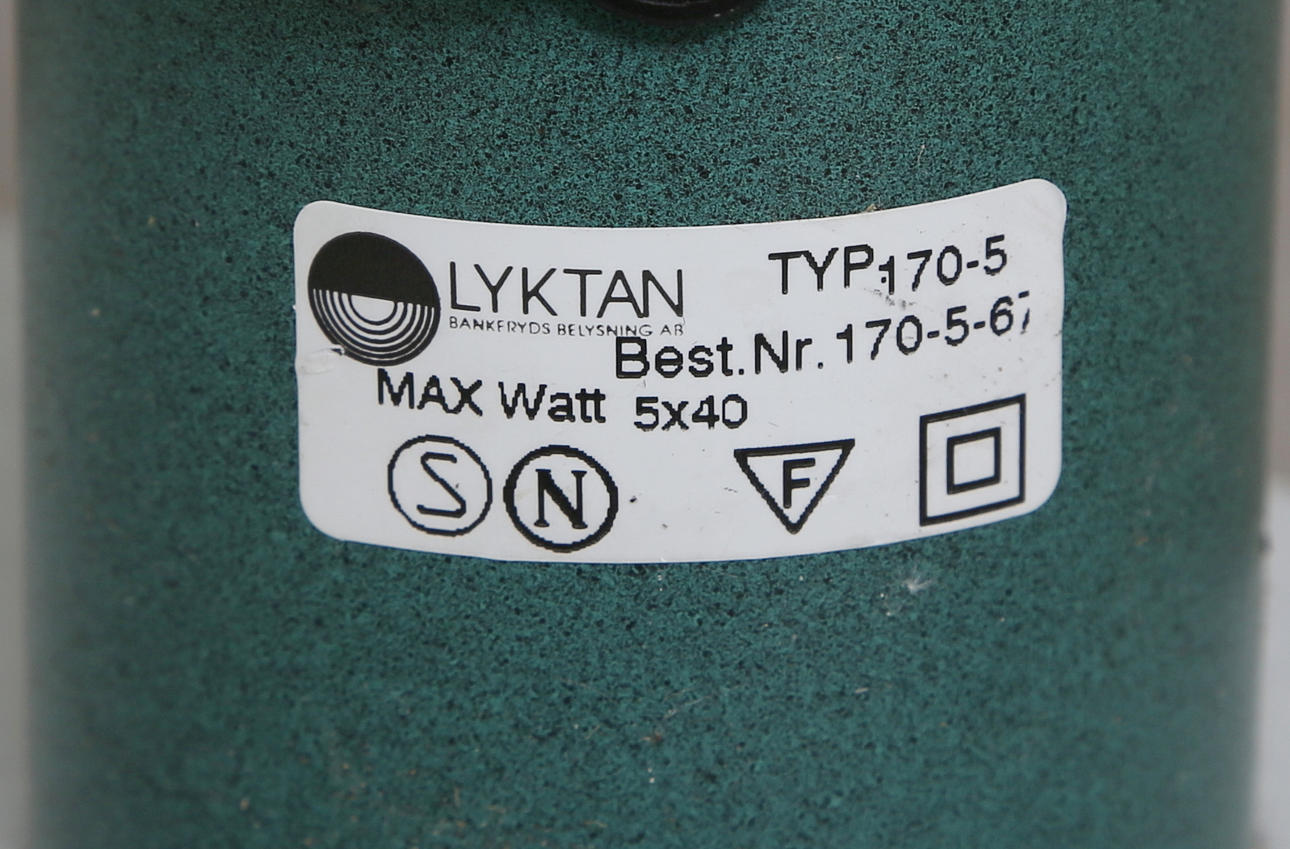 LYKTAN
BANKERYDS BELYSNING AB
TYP:170-5
Best.Nr. 170-5-67
MAX Watt 5x40
S N F